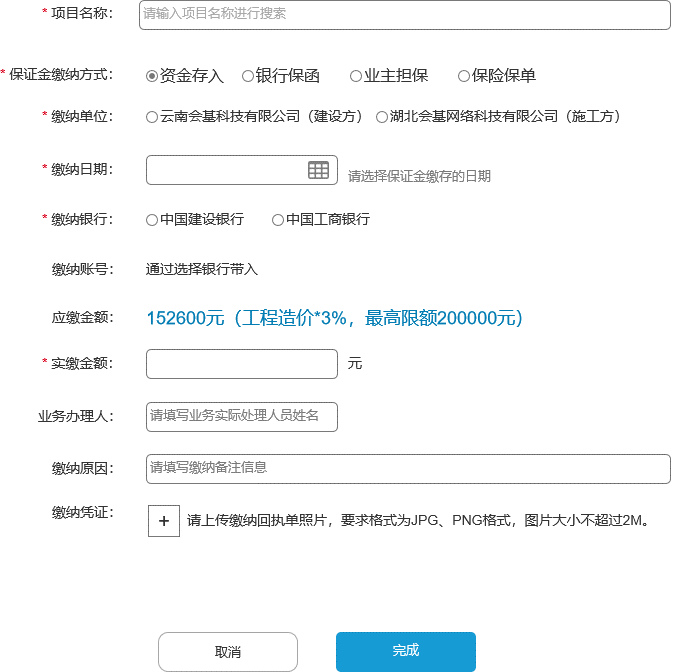 * 项目名称： 请输入项目名称进行搜索
* 保证金缴纳方式： 资金存入 银行保函 业主担保 保险保单
* 缴纳单位： 云南会基科技有限公司（建设方） 湖北会基网络科技有限公司（施工方）
* 缴纳日期： 请选择保证金缴存的日期
* 缴纳银行： 中国建设银行 中国工商银行
缴纳账号： 通过选择银行带入
应缴金额： 152600元（工程造价*3%，最高限额200000元）
* 实缴金额： 元
业务办理人： 请填写业务实际处理人员姓名
缴纳原因： 请填写缴纳备注信息
缴纳凭证： + 请上传缴纳回执单照片，要求格式为JPG、PNG格式，图片大小不超过2M。
取消 完成